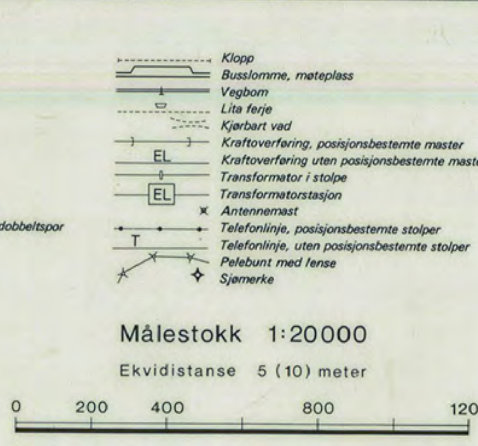 Klopp
Busslomme, møteplass
Vegbom
Lita ferje
Kjørbart vad
Kraftoverføring, posisjonsbestemte master
EL Kraftoverføring uten posisjonsbestemte maste
Transformator i stolpe
EL Transformatorstasjon
Antennemast
dobbeltspor Telefonlinje, posisjonsbestemte stolper
T Telefonlinje, uten posisjonsbestemte stolper
Pelebunt med lense
Sjømerke
Målestokk 1:20000
Ekvidistanse 5 (10) meter
0 200 400 800 120